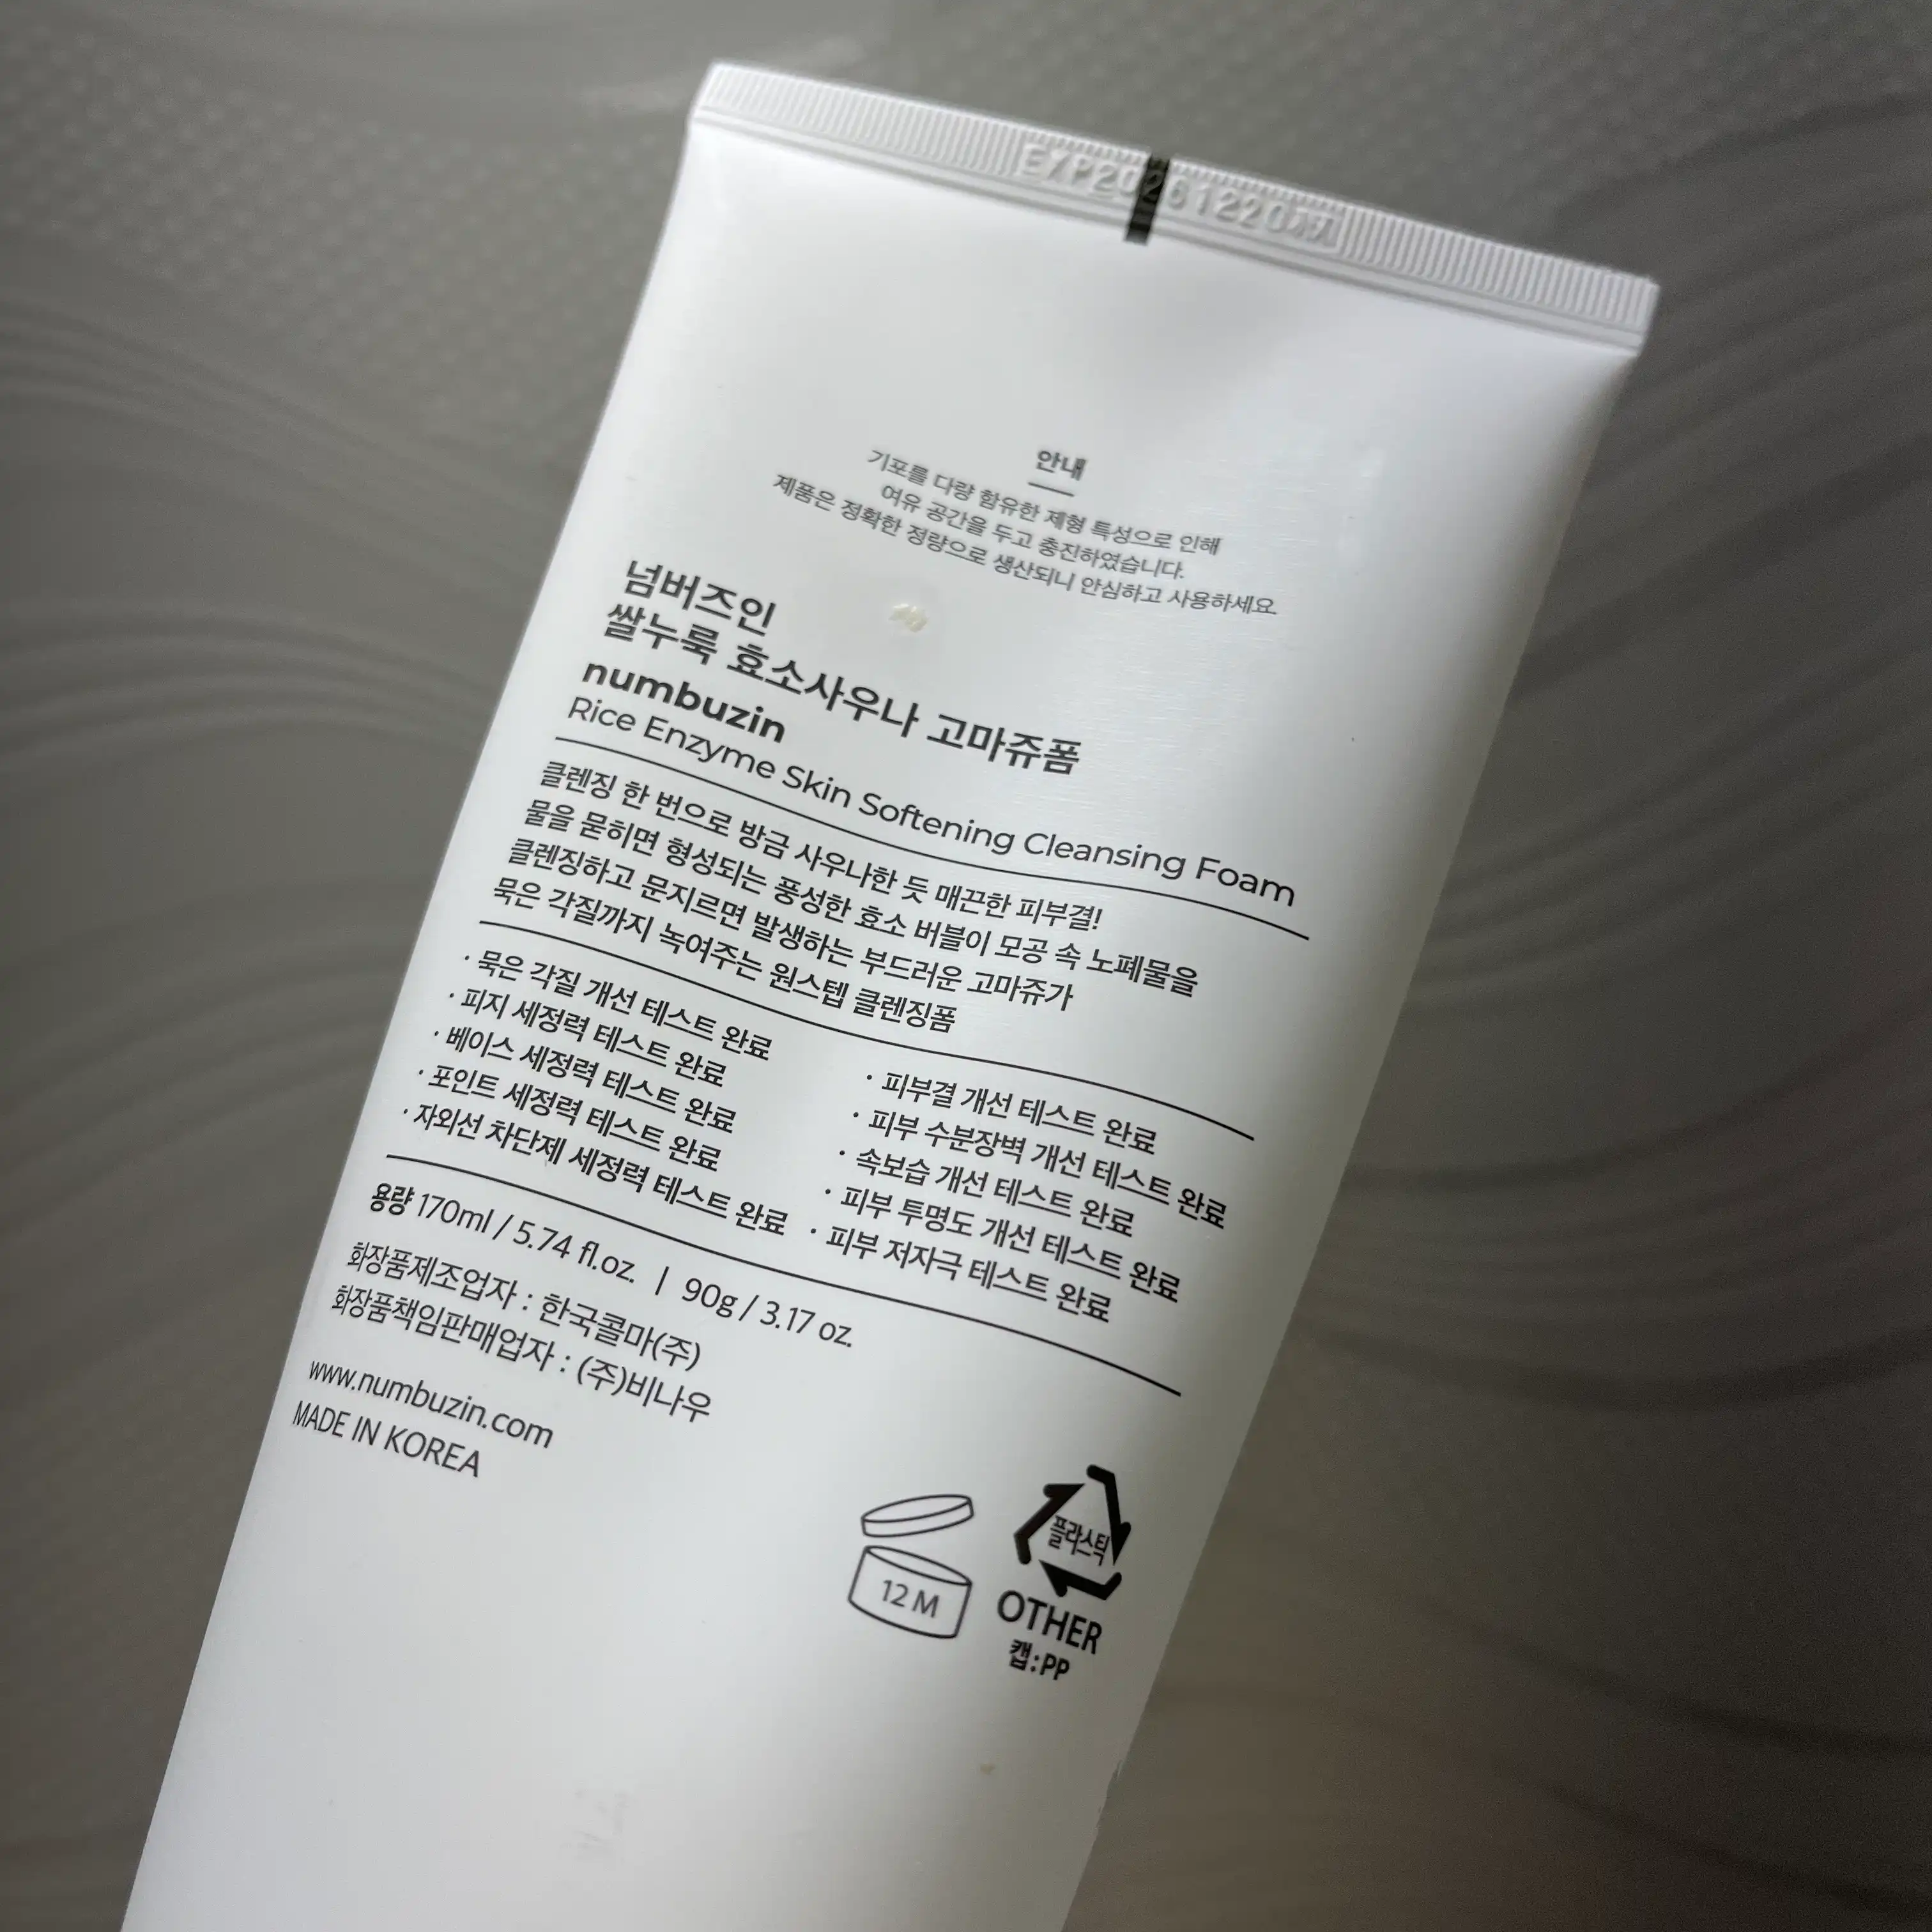 EXP20261220까지
안내
기포를 다량 함유한 제형 특성으로 인해
여유 공간을 두고 충진하였습니다.
제품은 정확한 정량으로 생산되니 안심하고 사용하세요.
넘버즈인
쌀누룩 효소사우나 고마쥬폼
numbuzin
Rice Enzyme Skin Softening Cleansing Foam
클렌징 한 번으로 방금 사우나한 듯 매끈한 피부결!
물을 묻히면 형성되는 풍성한 효소 버블이 모공 속 노폐물을
클렌징하고 문지르면 발생하는 부드러운 고마쥬가
묵은 각질까지 녹여주는 원스텝 클렌징폼
· 묵은 각질 개선 테스트 완료
· 피지 세정력 테스트 완료
· 베이스 세정력 테스트 완료
· 포인트 세정력 테스트 완료
· 자외선 차단제 세정력 테스트 완료
· 피부결 개선 테스트 완료
· 피부 수분장벽 개선 테스트 완료
· 속보습 개선 테스트 완료
· 피부 투명도 개선 테스트 완료
· 피부 저자극 테스트 완료
용량 170ml / 5.74 fl.oz. | 90g / 3.17 oz.
화장품제조업자 : 한국콜마(주)
화장품책임판매업자 : (주)비나우
www.numbuzin.com
MADE IN KOREA
12 M
플라스틱
OTHER
캡:PP